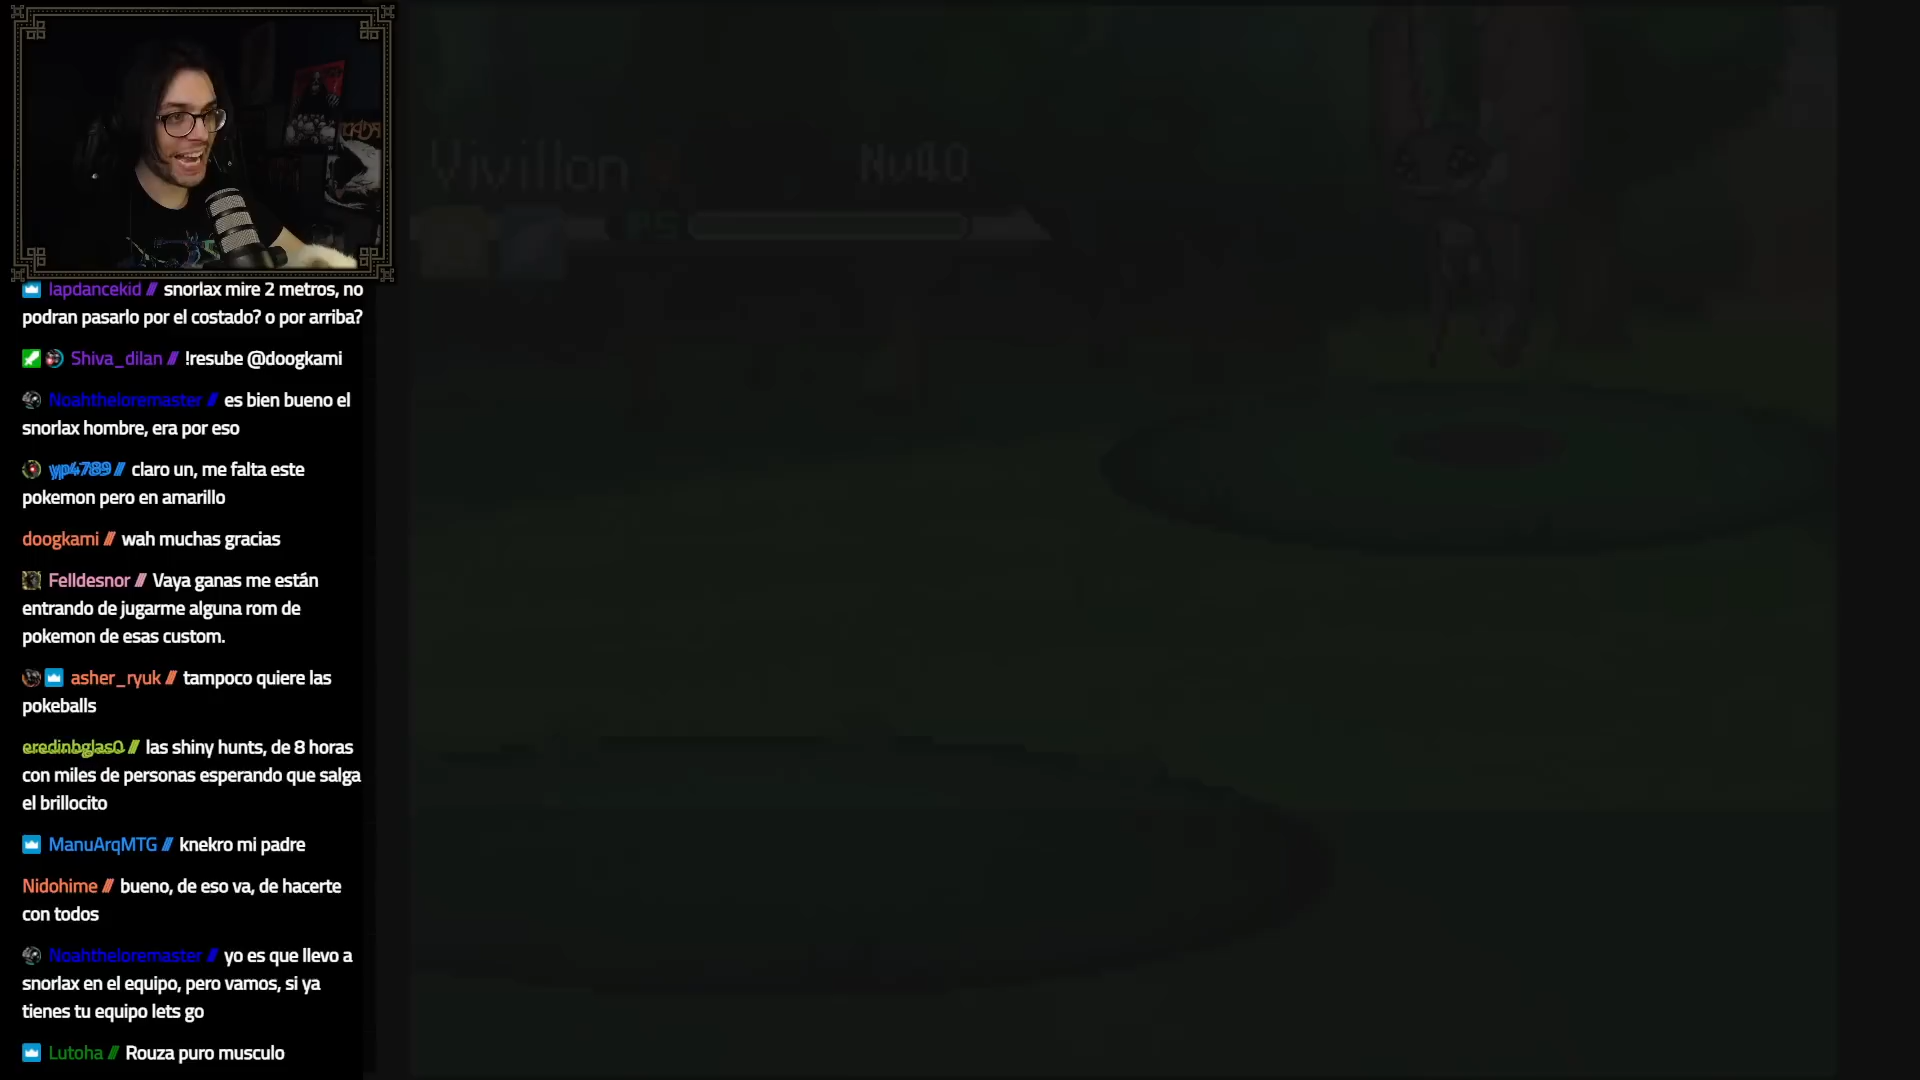 Vivillon Nv40
PS
lapdancekid // snorlax mire 2 metros, no
podran pasarlo por el costado? o por arriba?
Shiva_dilan // !resube @doogkami
Noahtheloremaster // es bien bueno el
snorlax hombre, era por eso
yp4789 // claro un, me falta este
pokemon pero en amarillo
doogkami // wah muchas gracias
Felldesnor // Vaya ganas me están
entrando de jugarme alguna rom de
pokemon de esas custom.
asher_ryuk // tampoco quiere las
pokeballs
eredinbglas0 // las shiny hunts, de 8 horas
con miles de personas esperando que salga
el brillocito
ManuArqMTG // knekro mi padre
Nidohime // bueno, de eso va, de hacerte
con todos
Noahtheloremaster // yo es que llevo a
snorlax en el equipo, pero vamos, si ya
tienes tu equipo lets go
Lutoha // Rouza puro musculo